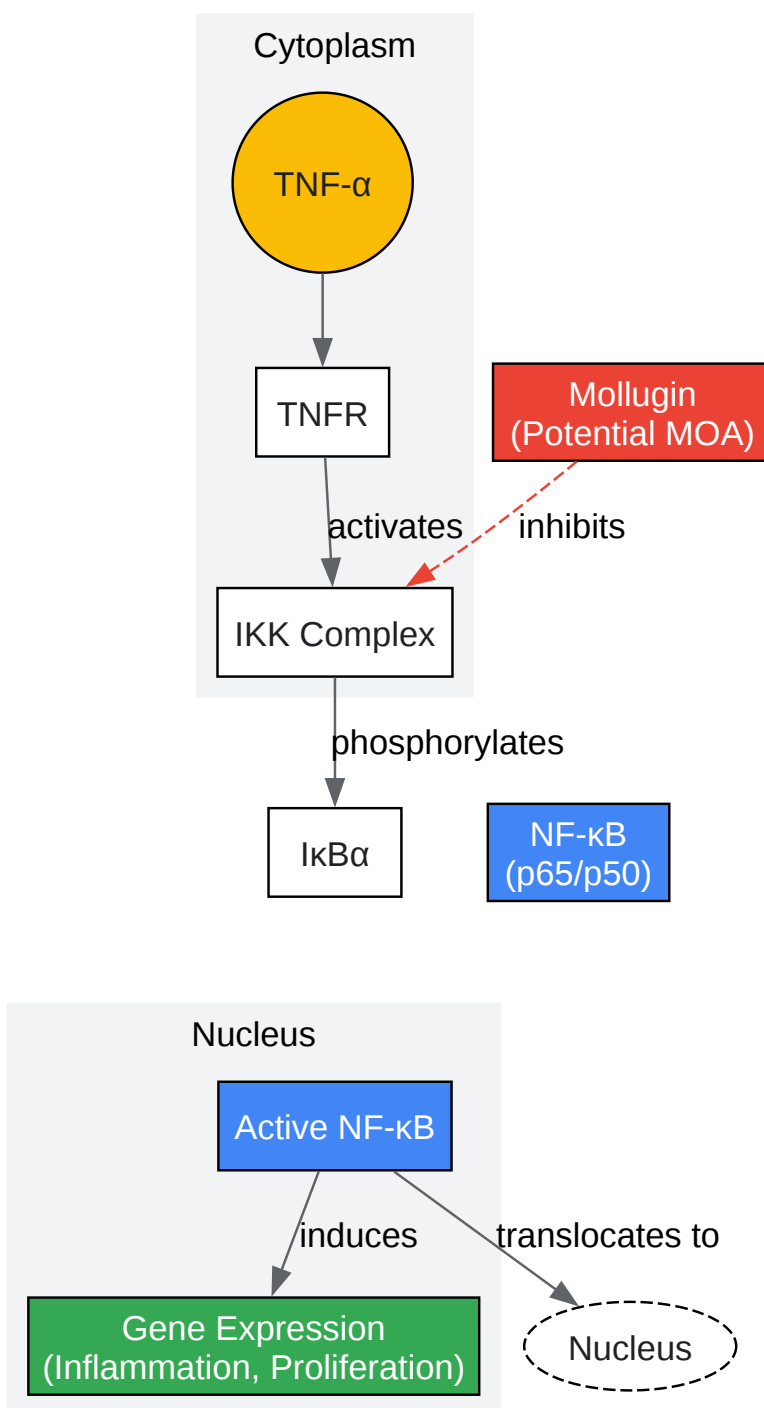 Cytoplasm
TNF-α
TNFR
Mollugin
(Potential MOA)
activates
inhibits
IKK Complex
phosphorylates
IκBα
NF-κB
(p65/p50)
Nucleus
Active NF-κB
induces
translocates to
Gene Expression
(Inflammation, Proliferation)
Nucleus